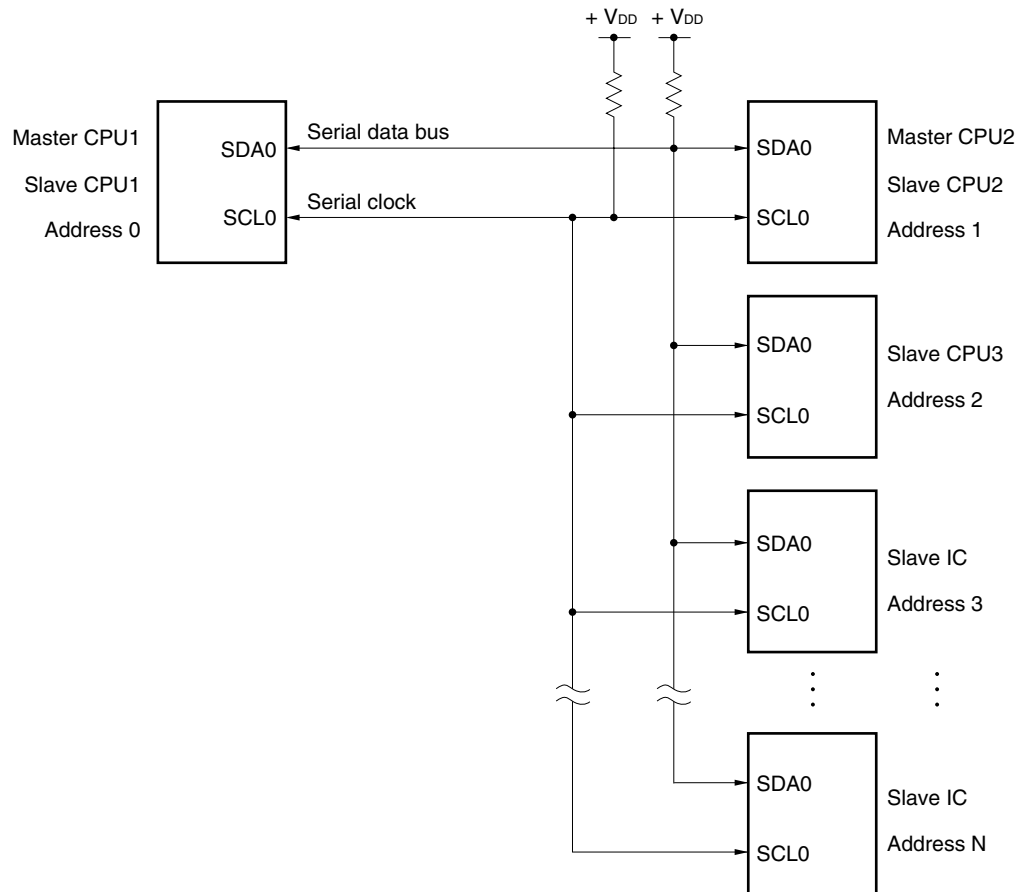 + VDD + VDD
Master CPU1
Slave CPU1
Address 0
SDA0
SCL0
Serial data bus
Serial clock
SDA0
SCL0
Master CPU2
Slave CPU2
Address 1
SDA0
SCL0
Slave CPU3
Address 2
SDA0
SCL0
Slave IC
Address 3
SDA0
SCL0
Slave IC
Address N